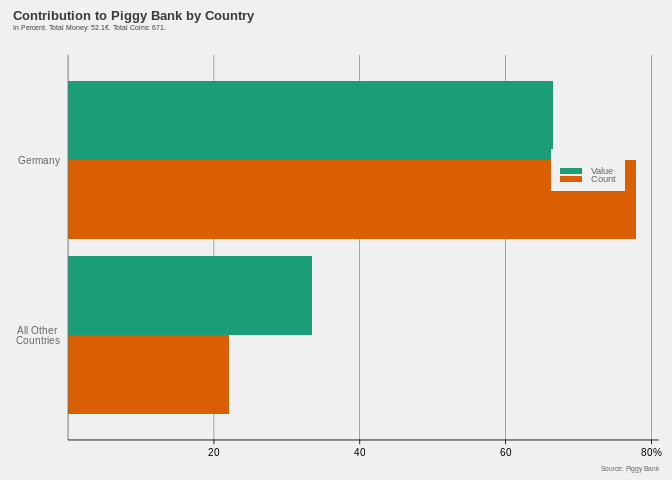 Contribution to Piggy Bank by Country
In Percent. Total Money: 52.1€. Total Coins: 671.
Germany
Value
Count
All Other
Countries
20
40
60
80%
Source: Piggy Bank